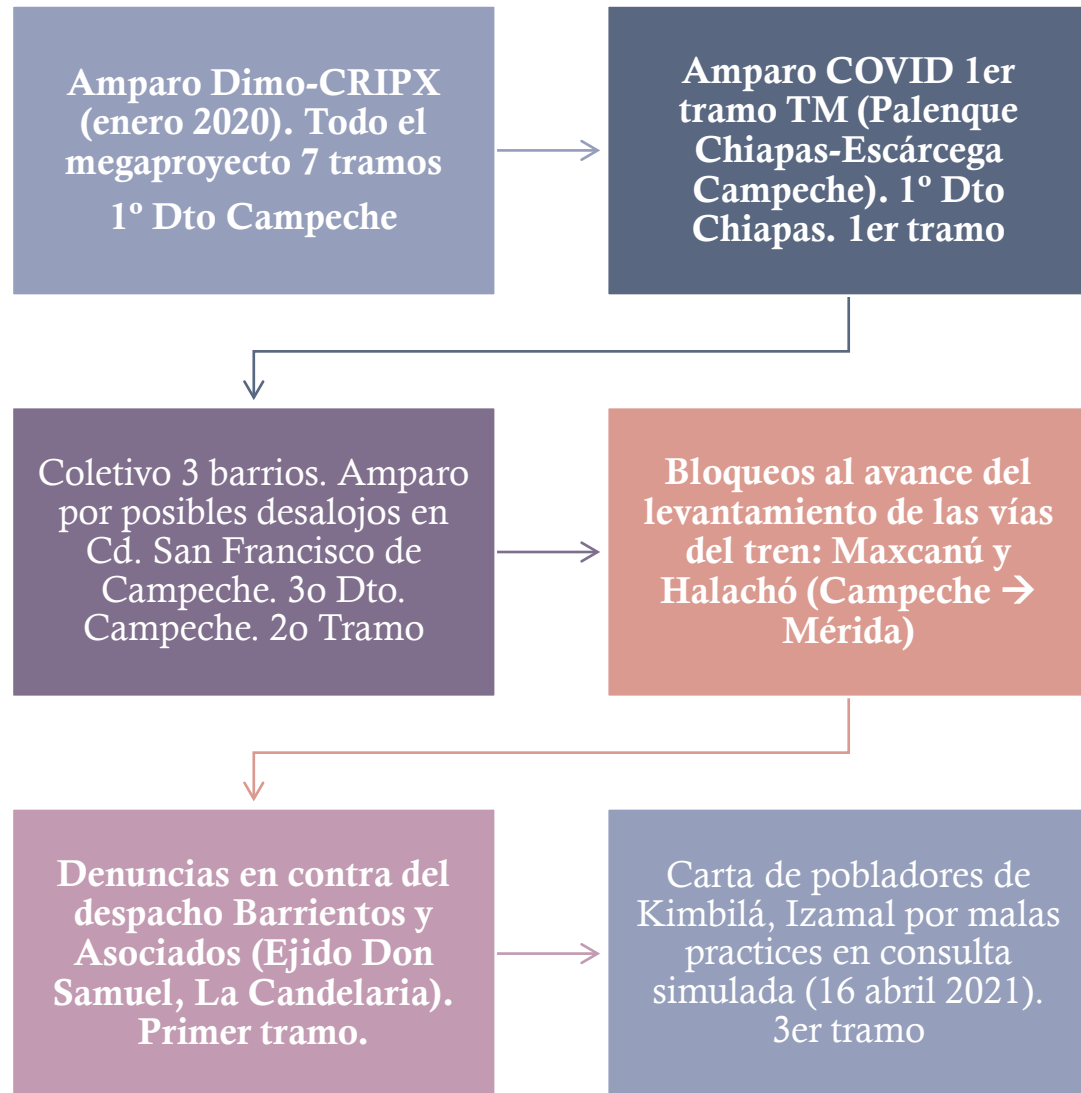 Amparo Dimo-CRIPX
(enero 2020). Todo el
megaproyecto 7 tramos
1º Dto Campeche
Amparo COVID 1er
tramo TM (Palenque
Chiapas-Escárcega
Campeche). 1º Dto
Chiapas. 1er tramo
Coletivo 3 barrios. Amparo
por posibles desalojos en
Cd. San Francisco de
Campeche. 3o Dto.
Campeche. 2o Tramo
Bloqueos al avance del
levantamiento de las vías
del tren: Maxcanú y
Halachó (Campeche →
Mérida)
Denuncias en contra del
despacho Barrientos y
Asociados (Ejido Don
Samuel, La Candelaria).
Primer tramo.
Carta de pobladores de
Kimbilá, Izamal por malas
practices en consulta
simulada (16 abril 2021).
3er tramo